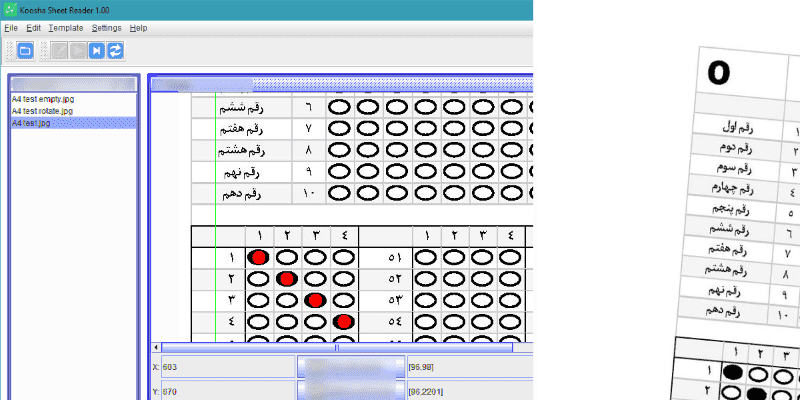 Koosha Sheet Reader 1.00
File Edit Template Settings Help
A4 test empty.jpg
A4 test rotate.jpg
A4 test.jpg
رقم ششم ٦
رقم هفتم ٧
رقم هشتم ٨
رقم نهم ٩
رقم دهم ١٠
١ ٢ ٣ ٤ ١ ٢ ٣ ٤
١ ٥١
٢ ٥٢
٣ ٥٣
٤ ٥٤
X: 603 [96,98]
Y: 670 [86,2201]
0
رقم اول ١
رقم دوم ٢
رقم سوم ٣
رقم چهارم ٤
رقم پنجم ٥
رقم ششم ٦
رقم هفتم ٧
رقم هشتم ٨
رقم نهم ٩
رقم دهم ١٠
١ ٢ ٣
١
٢